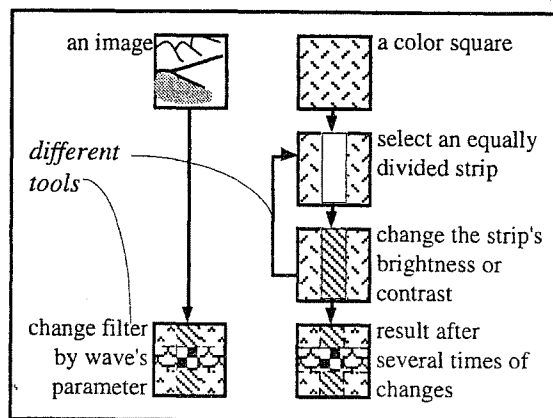 an image
a color square
select an equally
divided strip
different
tools
change the strip's
brightness or
contrast
change filter
by wave's
parameter
result after
several times of
changes